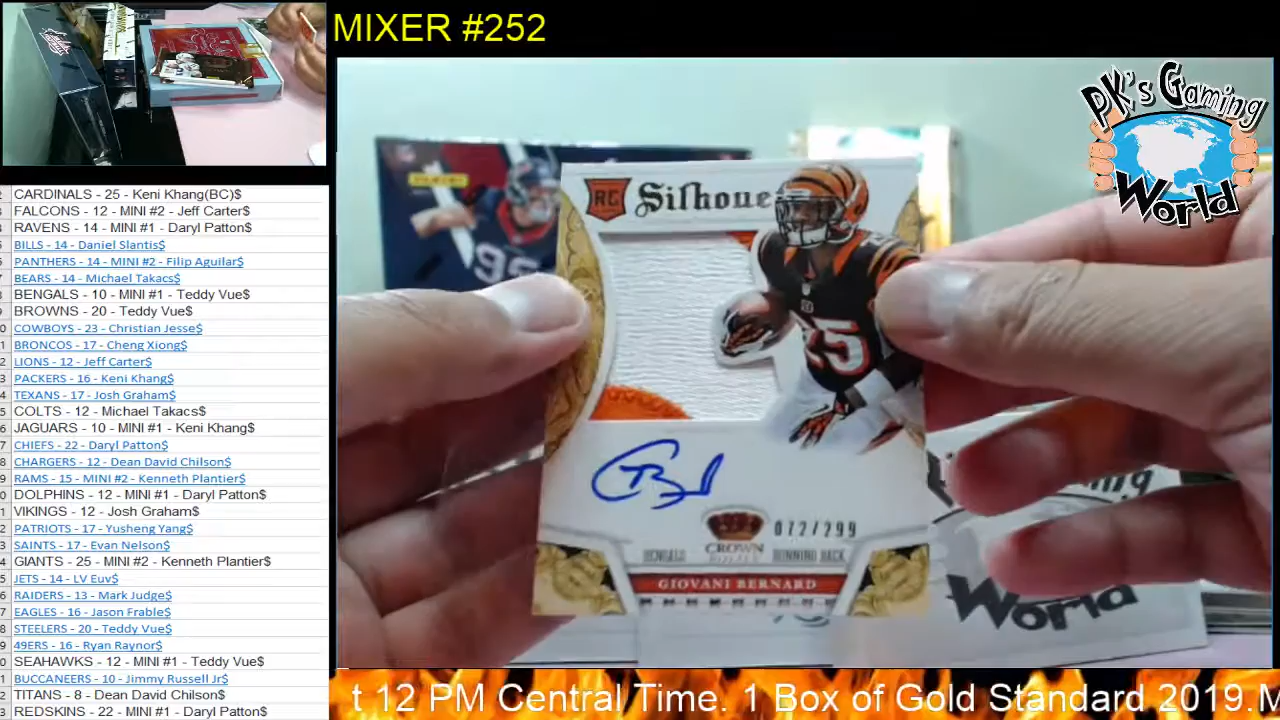 MIXER #252
PK's Gaming
World
CARDINALS - 25 - Keni Khang(BC)$
FALCONS - 12 - MINI #2 - Jeff Carter$
RAVENS - 14 - MINI #1 - Daryl Patton$
BILLS - 14 - Daniel Slantis$
PANTHERS - 14 - MINI #2 - Filip Aguilar$
BEARS - 14 - Michael Takacs$
BENGALS - 10 - MINI #1 - Teddy Vue$
BROWNS - 20 - Teddy Vue$
COWBOYS - 23 - Christian Jesse$
BRONCOS - 17 - Cheng Xiong$
LIONS - 12 - Jeff Carter$
PACKERS - 16 - Keni Khang$
TEXANS - 17 - Josh Graham$
COLTS - 12 - Michael Takacs$
JAGUARS - 10 - MINI #1 - Keni Khang$
CHIEFS - 22 - Daryl Patton$
CHARGERS - 12 - Dean David Chilson$
RAMS - 15 - MINI #2 - Kenneth Plantier$
DOLPHINS - 12 - MINI #1 - Daryl Patton$
VIKINGS - 12 - Josh Graham$
PATRIOTS - 17 - Yusheng Yang$
SAINTS - 17 - Evan Nelson$
GIANTS - 25 - MINI #2 - Kenneth Plantier$
JETS - 14 - LV Euv$
RAIDERS - 13 - Mark Judge$
EAGLES - 16 - Jason Frable$
STEELERS - 20 - Teddy Vue$
49ERS - 16 - Ryan Raynor$
SEAHAWKS - 12 - MINI #1 - Teddy Vue$
BUCCANEERS - 10 - Jimmy Russell Jr$
TITANS - 8 - Dean David Chilson$
REDSKINS - 22 - MINI #1 - Daryl Patton$
RC Silhoue
99
072/299
BENGALS CROWN RUNNING BACK
GIOVANI BERNARD
World
t 12 PM Central Time. 1 Box of Gold Standard 2019.